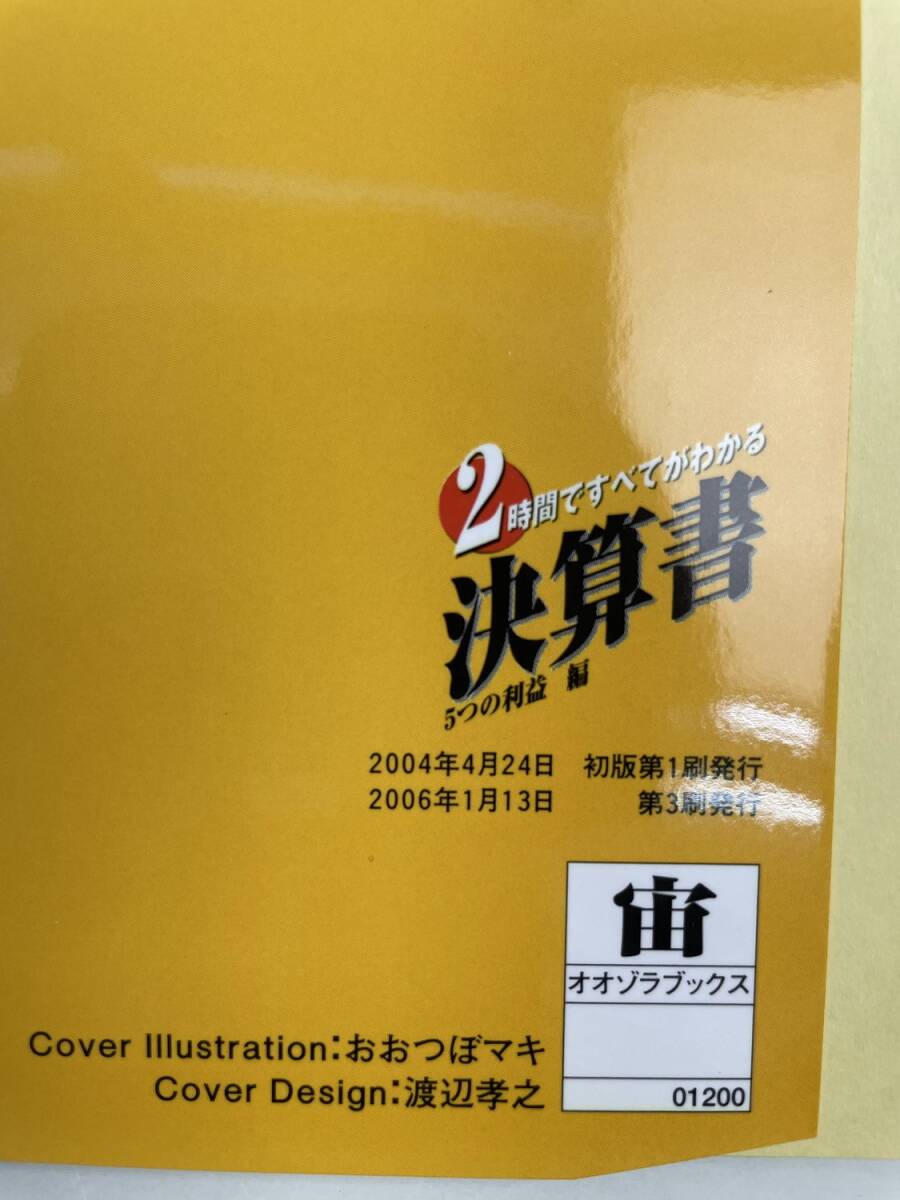 2時間ですべてがわかる
決算書
5つの利益 編
2004年4月24日 初版第1刷発行
2006年1月13日 第3刷発行
宙
オオゾラブックス
Cover Illustration:おおつぼマキ
Cover Design:渡辺孝之
01200